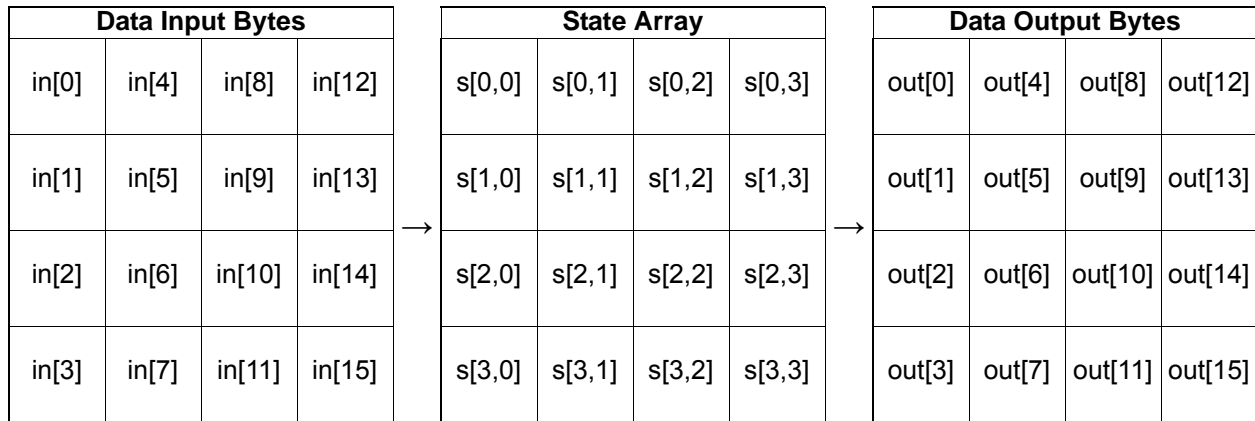 Data Input Bytes State Array Data Output Bytes
in[0] in[4] in[8] in[12] s[0,0] s[0,1] s[0,2] s[0,3] out[0] out[4] out[8] out[12]
in[1] in[5] in[9] in[13] s[1,0] s[1,1] s[1,2] s[1,3] out[1] out[5] out[9] out[13]
→ →
in[2] in[6] in[10] in[14] s[2,0] s[2,1] s[2,2] s[2,3] out[2] out[6] out[10] out[14]
in[3] in[7] in[11] in[15] s[3,0] s[3,1] s[3,2] s[3,3] out[3] out[7] out[11] out[15]